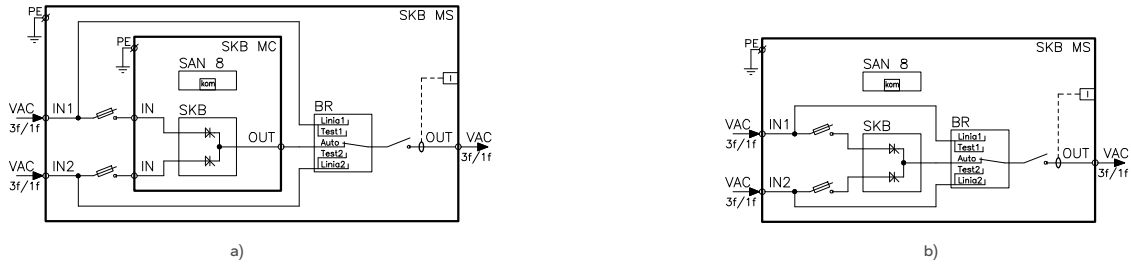 PE
SKB MS
PE
SKB MC
SAN 8
kom
I
VAC
IN1
IN
SKB
BR
3f/1f
Linia1
Test1
OUT
Auto
OUT
VAC
Test2
3f/1f
VAC
IN2
IN
Linia2
3f/1f
a)
PE
SKB MS
SAN 8
kom
I
VAC
IN1
SKB
BR
3f/1f
Linia1
Test1
Auto
OUT
VAC
Test2
3f/1f
VAC
IN2
Linia2
3f/1f
b)